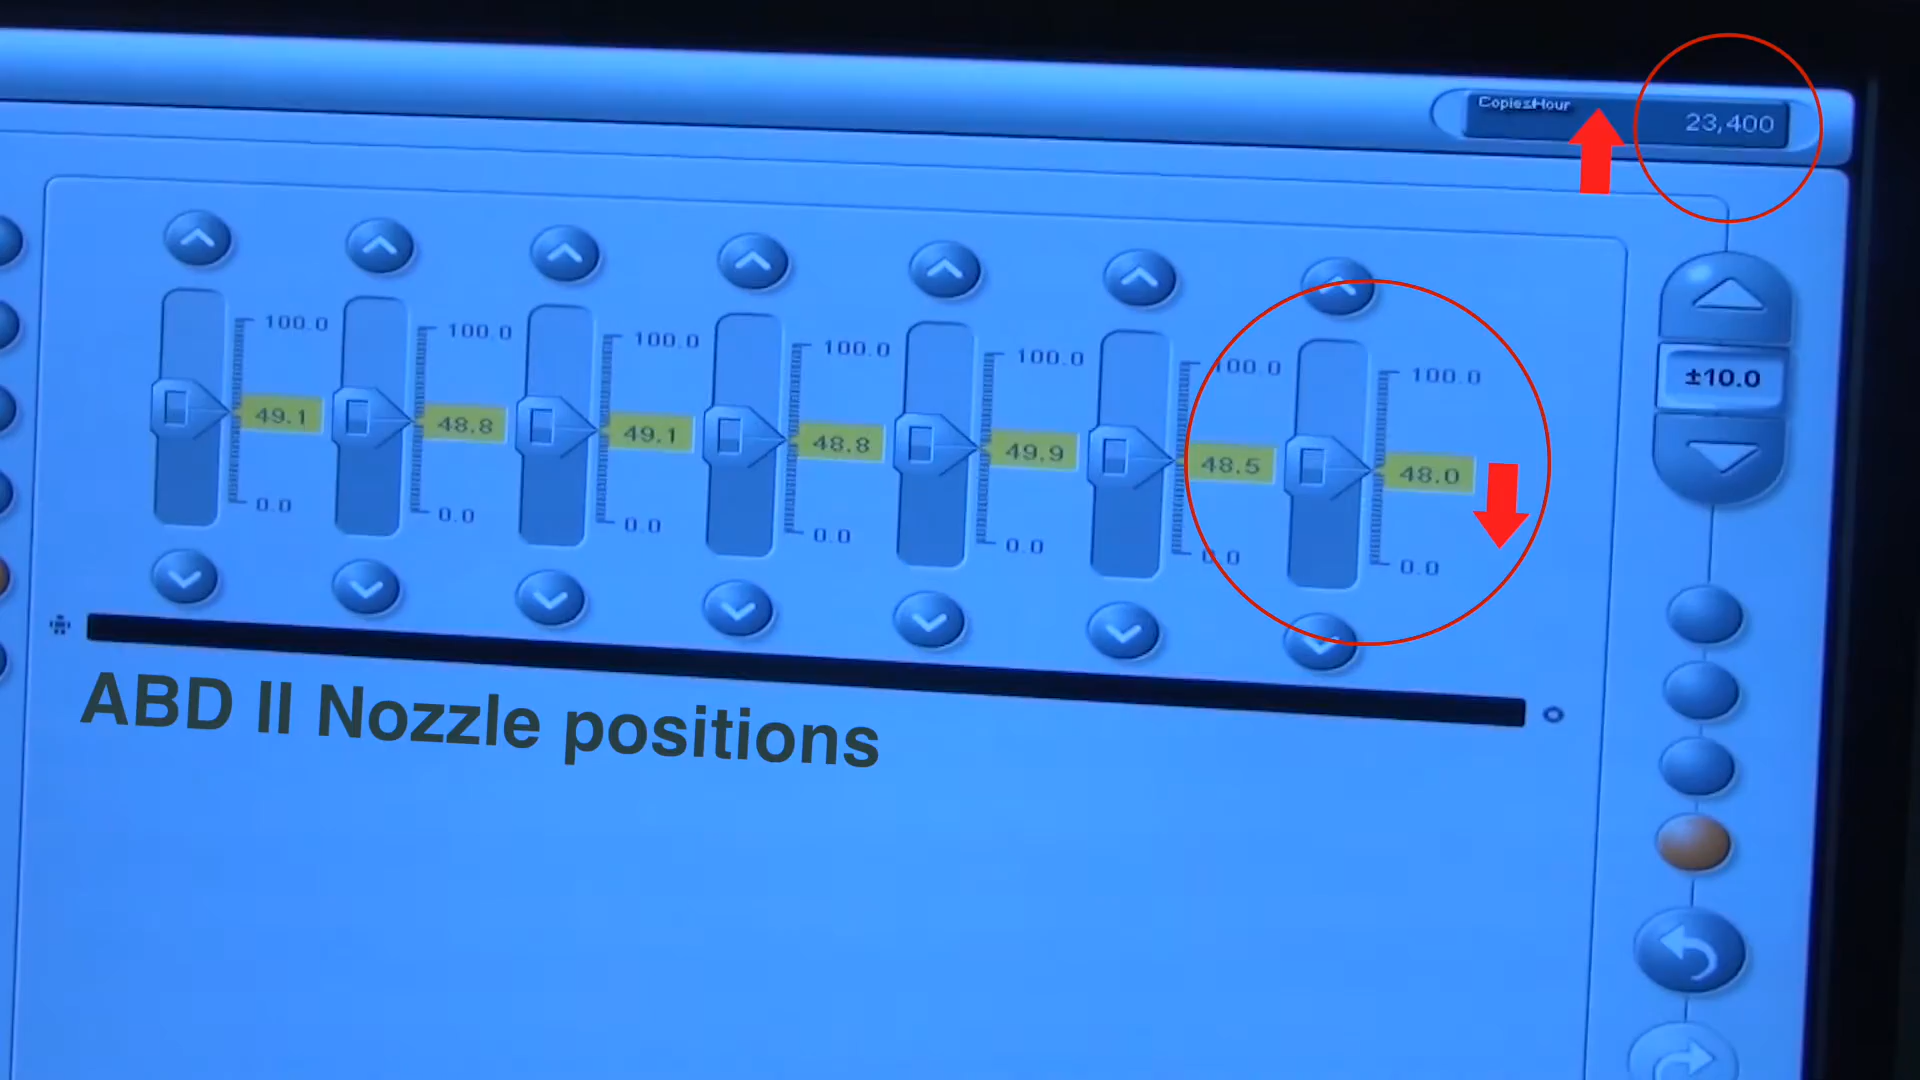 Copies/Hour
23,400
100.0 100.0 100.0 100.0 100.0 100.0 100.0
±10.0
49.1 48.8 49.1 48.8 49.9 48.5 48.0
0.0 0.0 0.0 0.0 0.0 0.0 0.0
ABD II Nozzle positions